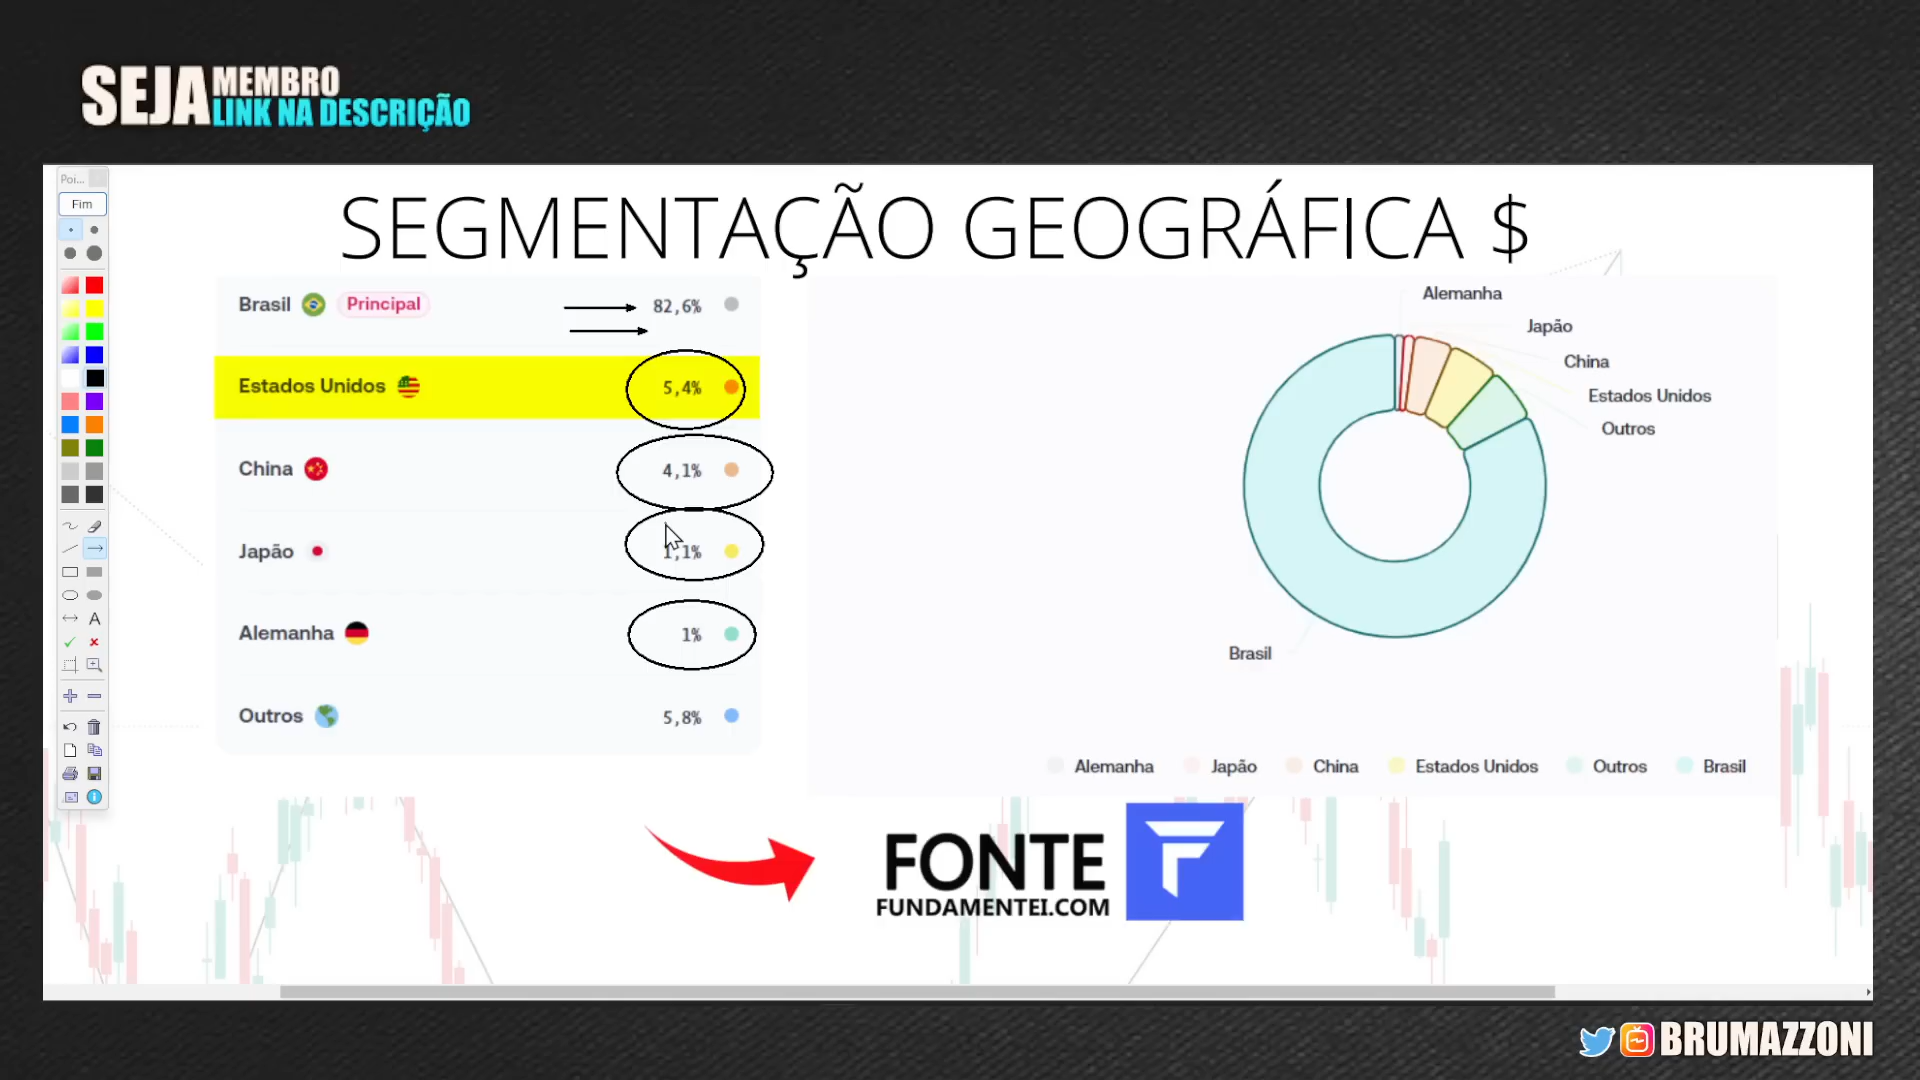 SEJA MEMBRO
LINK NA DESCRIÇÃO
Poi...
Fim
A
SEGMENTAÇÃO GEOGRÁFICA $
Brasil Principal 82,6%
Estados Unidos 5,4%
China 4,1%
Japão 1,1%
Alemanha 1%
Outros 5,8%
Alemanha
Japão
China
Estados Unidos
Outros
Brasil
Alemanha Japão China Estados Unidos Outros Brasil
FONTE
FUNDAMENTEI.COM
BRUMAZZONI